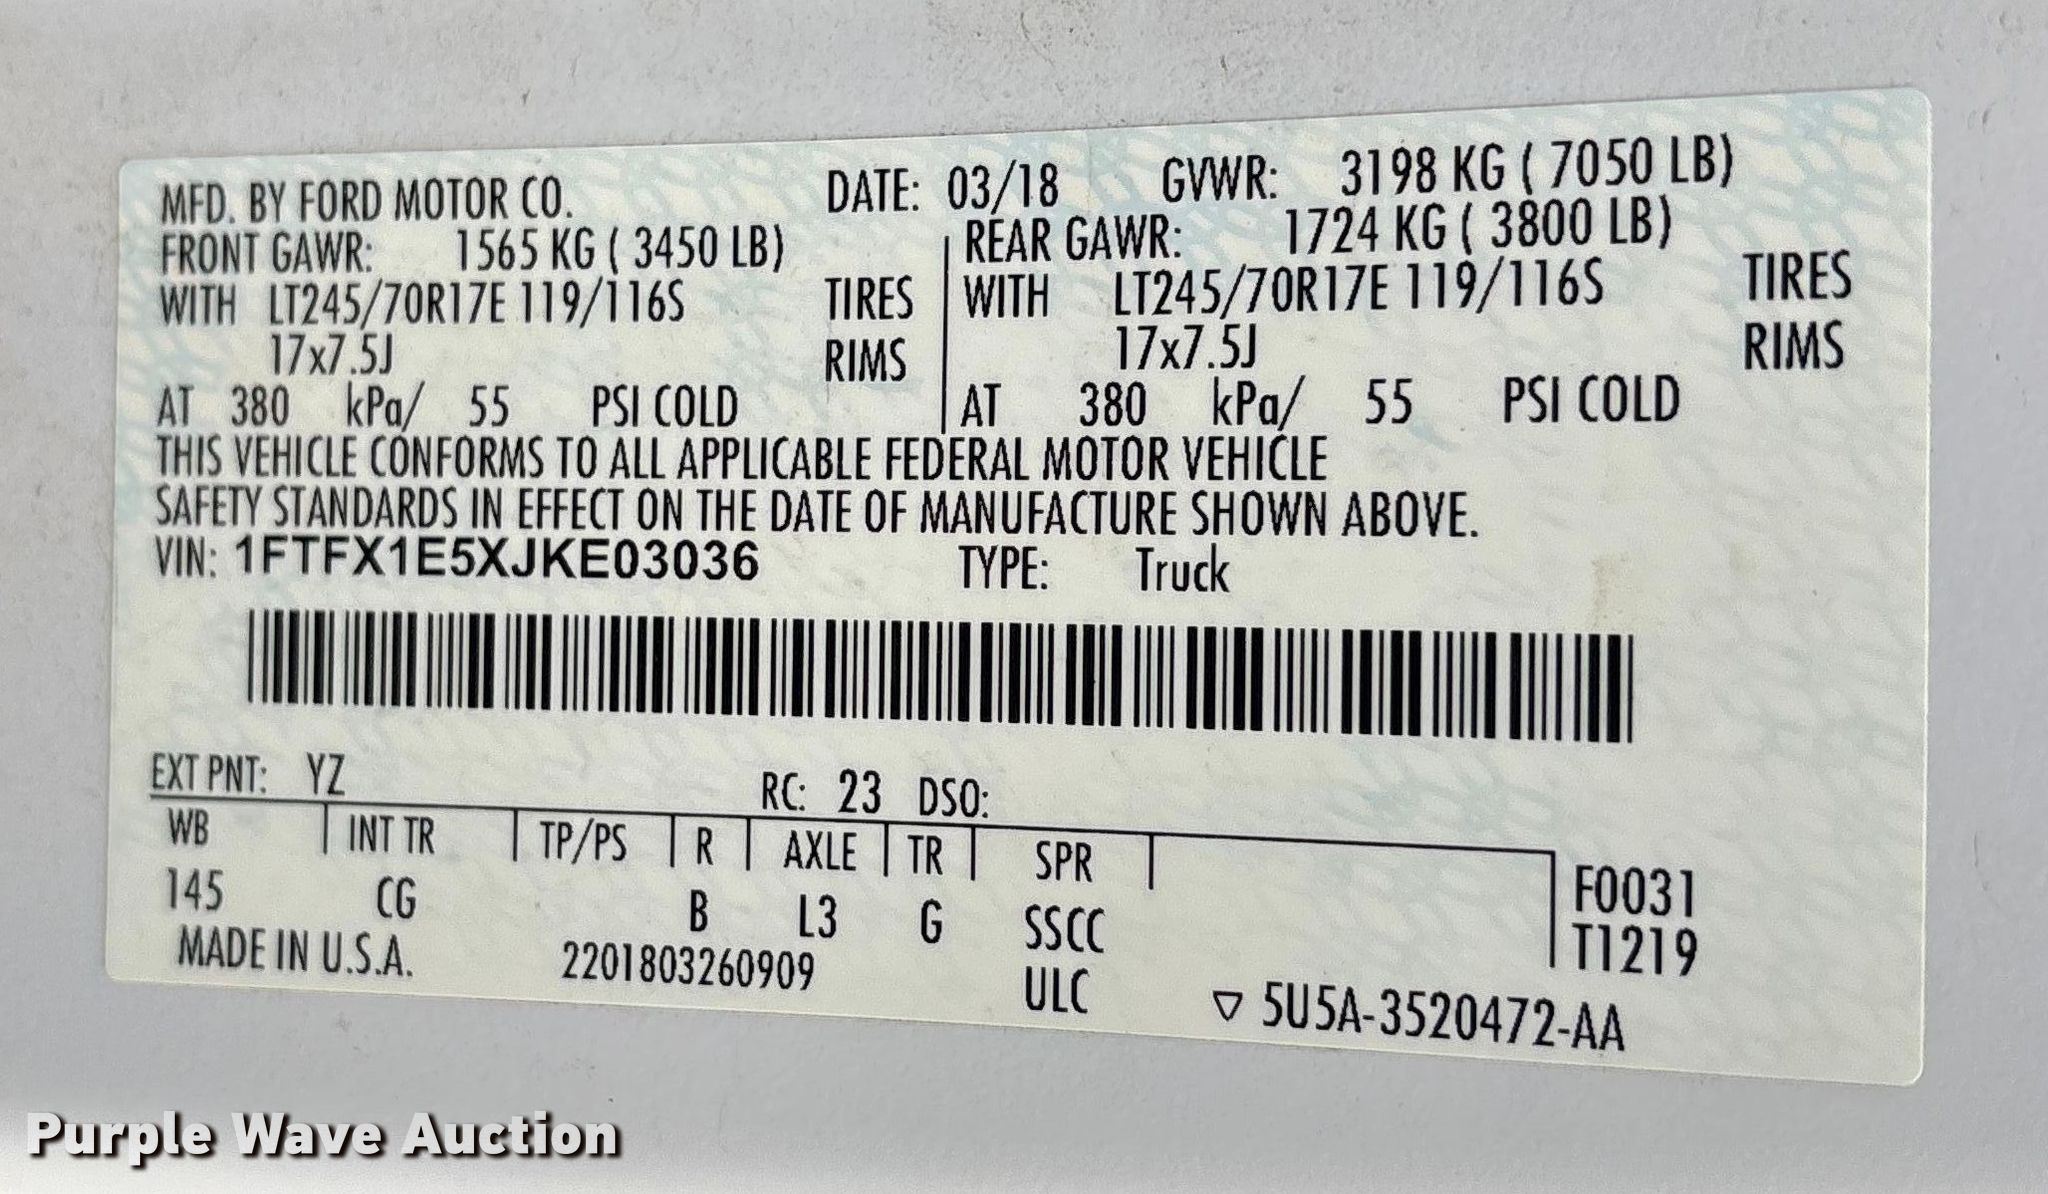 MFD. BY FORD MOTOR CO. DATE: 03/18 GVWR: 3198 KG ( 7050 LB)
FRONT GAWR: 1565 KG ( 3450 LB) REAR GAWR: 1724 KG ( 3800 LB)
WITH LT245/70R17E 119/116S TIRES WITH LT245/70R17E 119/116S TIRES
17x7.5J RIMS 17x7.5J RIMS
AT 380 kPa/ 55 PSI COLD AT 380 kPa/ 55 PSI COLD
THIS VEHICLE CONFORMS TO ALL APPLICABLE FEDERAL MOTOR VEHICLE
SAFETY STANDARDS IN EFFECT ON THE DATE OF MANUFACTURE SHOWN ABOVE.
VIN: 1FTFX1E5XJKE03036 TYPE: Truck
EXT PNT: YZ RC: 23 DSO:
WB INT TR TP/PS R AXLE TR SPR F0031
145 CG B L3 G SSCC T1219
MADE IN U.S.A. 2201803260909 ULC ▽ 5U5A-3520472-AA
Purple Wave Auction